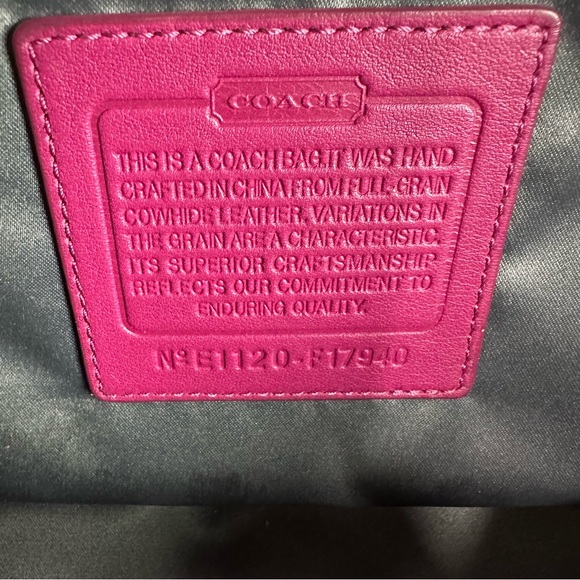 COACH
THIS IS A COACH BAG.IT WAS HAND
CRAFTED IN CHINA FROM FULL-GRAIN
COWHIDE LEATHER. VARIATIONS IN
THE GRAIN ARE A CHARACTERISTIC.
ITS SUPERIOR CRAFTSMANSHIP
REFLECTS OUR COMMITMENT TO
ENDURING QUALITY.
Nº E1120-F17940